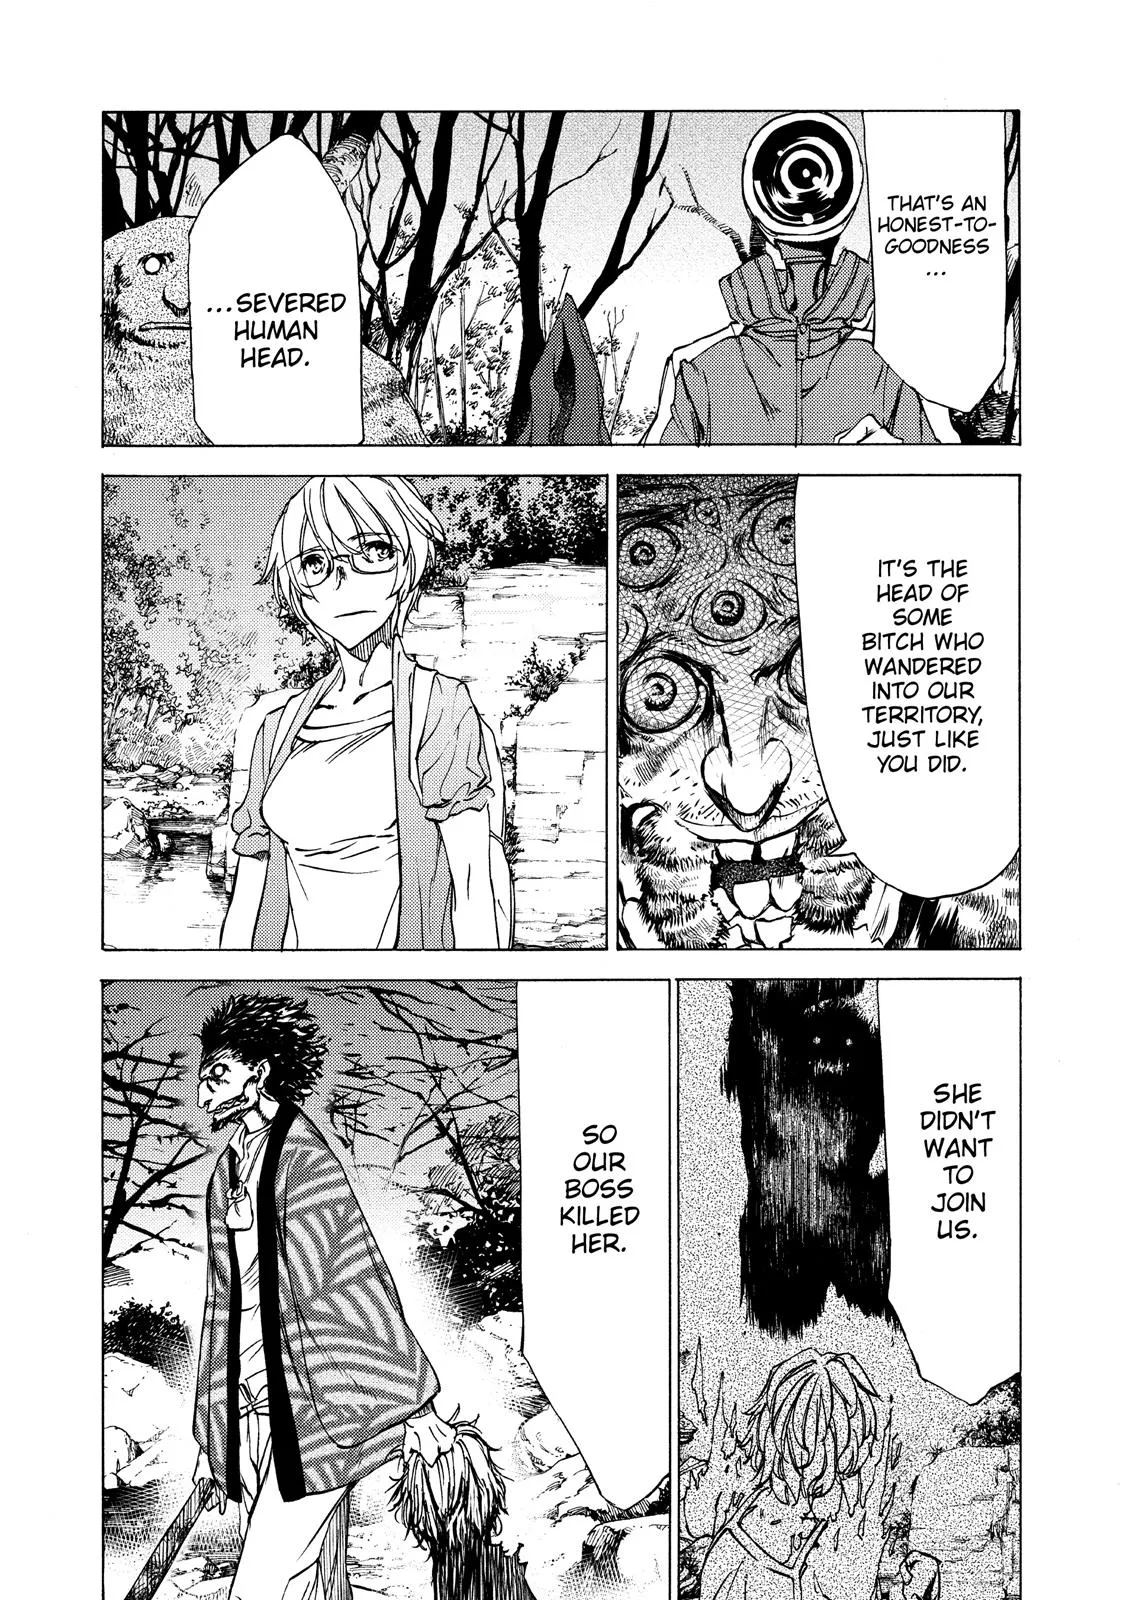 THAT'S AN
HONEST-TO-
GOODNESS
...
...SEVERED
HUMAN
HEAD.
IT'S THE
HEAD OF
SOME
BITCH WHO
WANDERED
INTO OUR
TERRITORY,
JUST LIKE
YOU DID.
SHE
DIDN'T
WANT
TO
JOIN
US.
SO
OUR
BOSS
KILLED
HER.